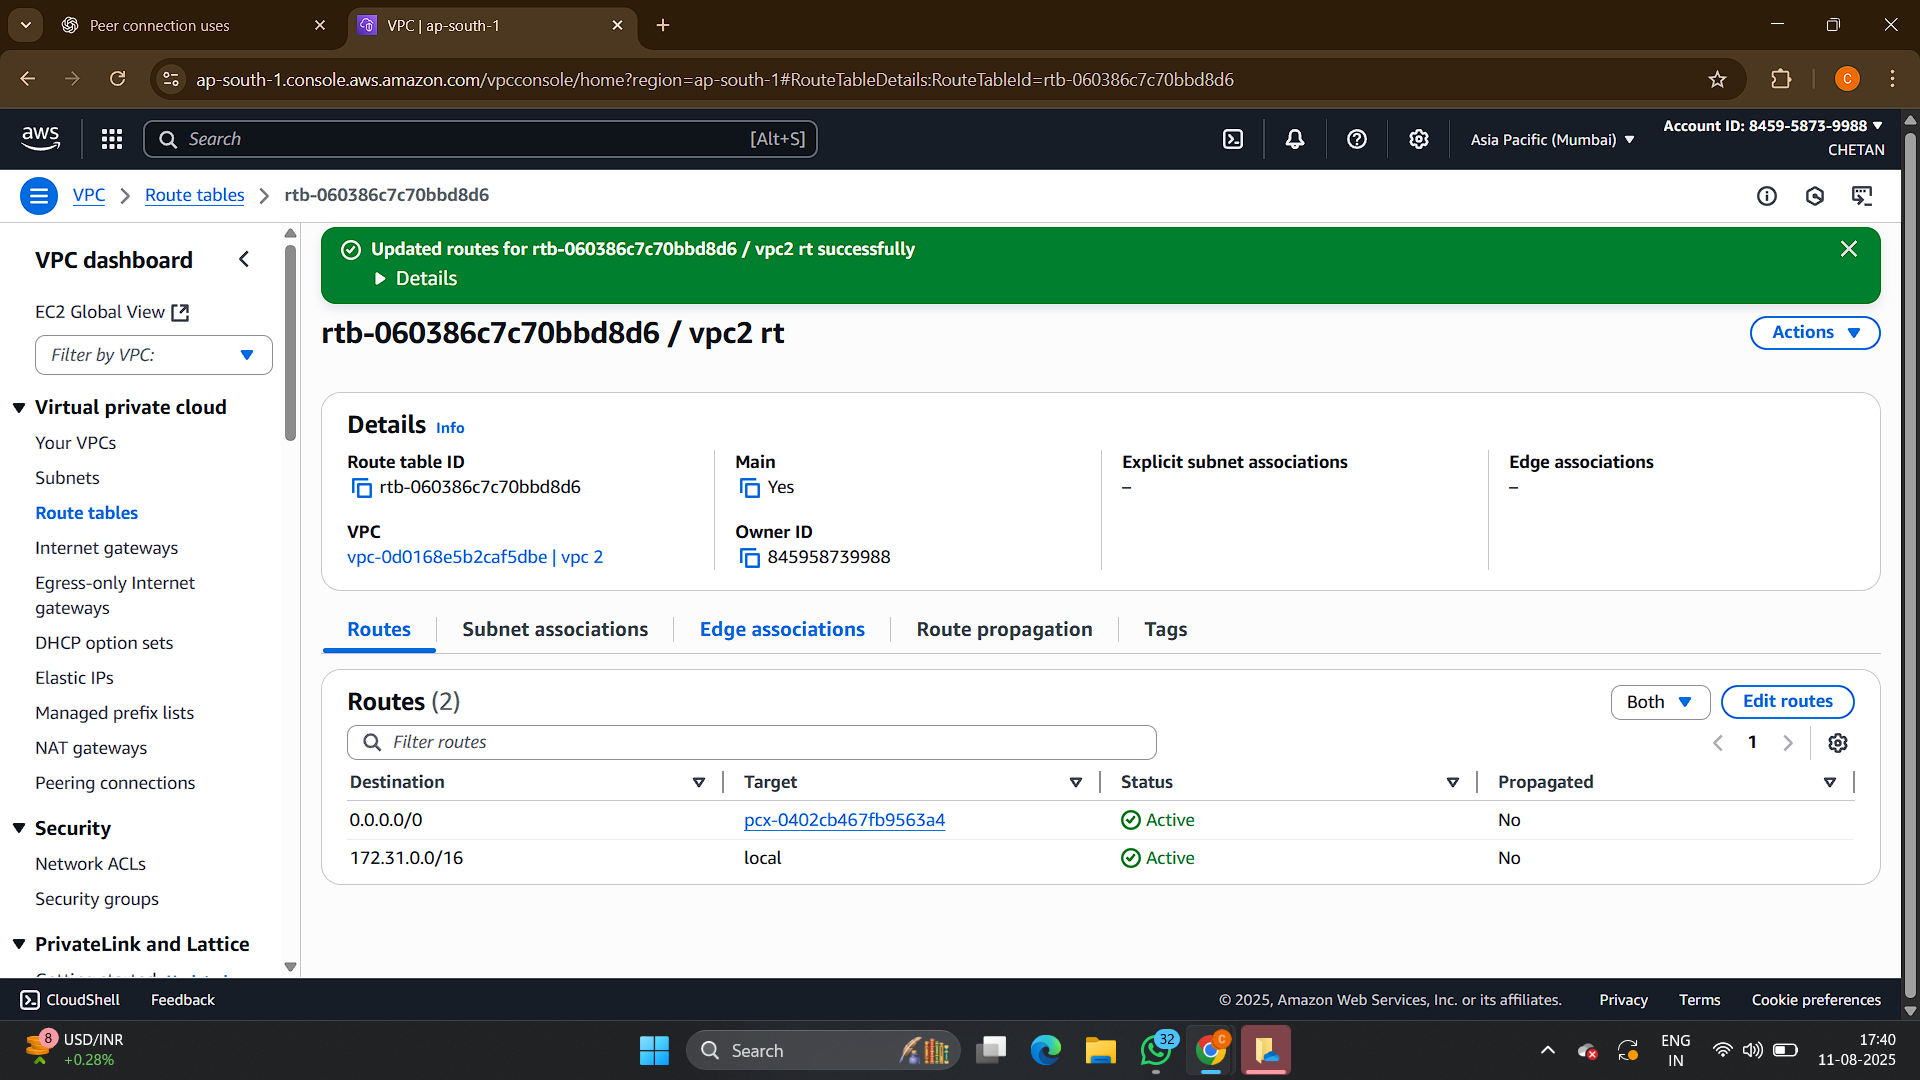 Peer connection uses
VPC | ap-south-1
ap-south-1.console.aws.amazon.com/vpcconsole/home?region=ap-south-1#RouteTableDetails:RouteTableId=rtb-060386c7c70bbd8d6
C
aws
Search
[Alt+S]
Asia Pacific (Mumbai)
Account ID: 8459-5873-9988
CHETAN
VPC
Route tables
rtb-060386c7c70bbd8d6
VPC dashboard
EC2 Global View
Filter by VPC:
Virtual private cloud
Your VPCs
Subnets
Route tables
Internet gateways
Egress-only Internet
gateways
DHCP option sets
Elastic IPs
Managed prefix lists
NAT gateways
Peering connections
Security
Network ACLs
Security groups
PrivateLink and Lattice
Updated routes for rtb-060386c7c70bbd8d6 / vpc2 rt successfully
Details
rtb-060386c7c70bbd8d6 / vpc2 rt
Actions
Details Info
Route table ID
rtb-060386c7c70bbd8d6
Main
Yes
Explicit subnet associations
–
Edge associations
–
VPC
vpc-0d0168e5b2caf5dbe | vpc 2
Owner ID
845958739988
Routes
Subnet associations
Edge associations
Route propagation
Tags
Routes (2)
Both
Edit routes
Filter routes
1
Destination Target Status Propagated
0.0.0.0/0 pcx-0402cb467fb9563a4 Active No
172.31.0.0/16 local Active No
CloudShell
Feedback
© 2025, Amazon Web Services, Inc. or its affiliates.
Privacy
Terms
Cookie preferences
8
USD/INR
+0.28%
Search
32
C
ENG
IN
17:40
11-08-2025